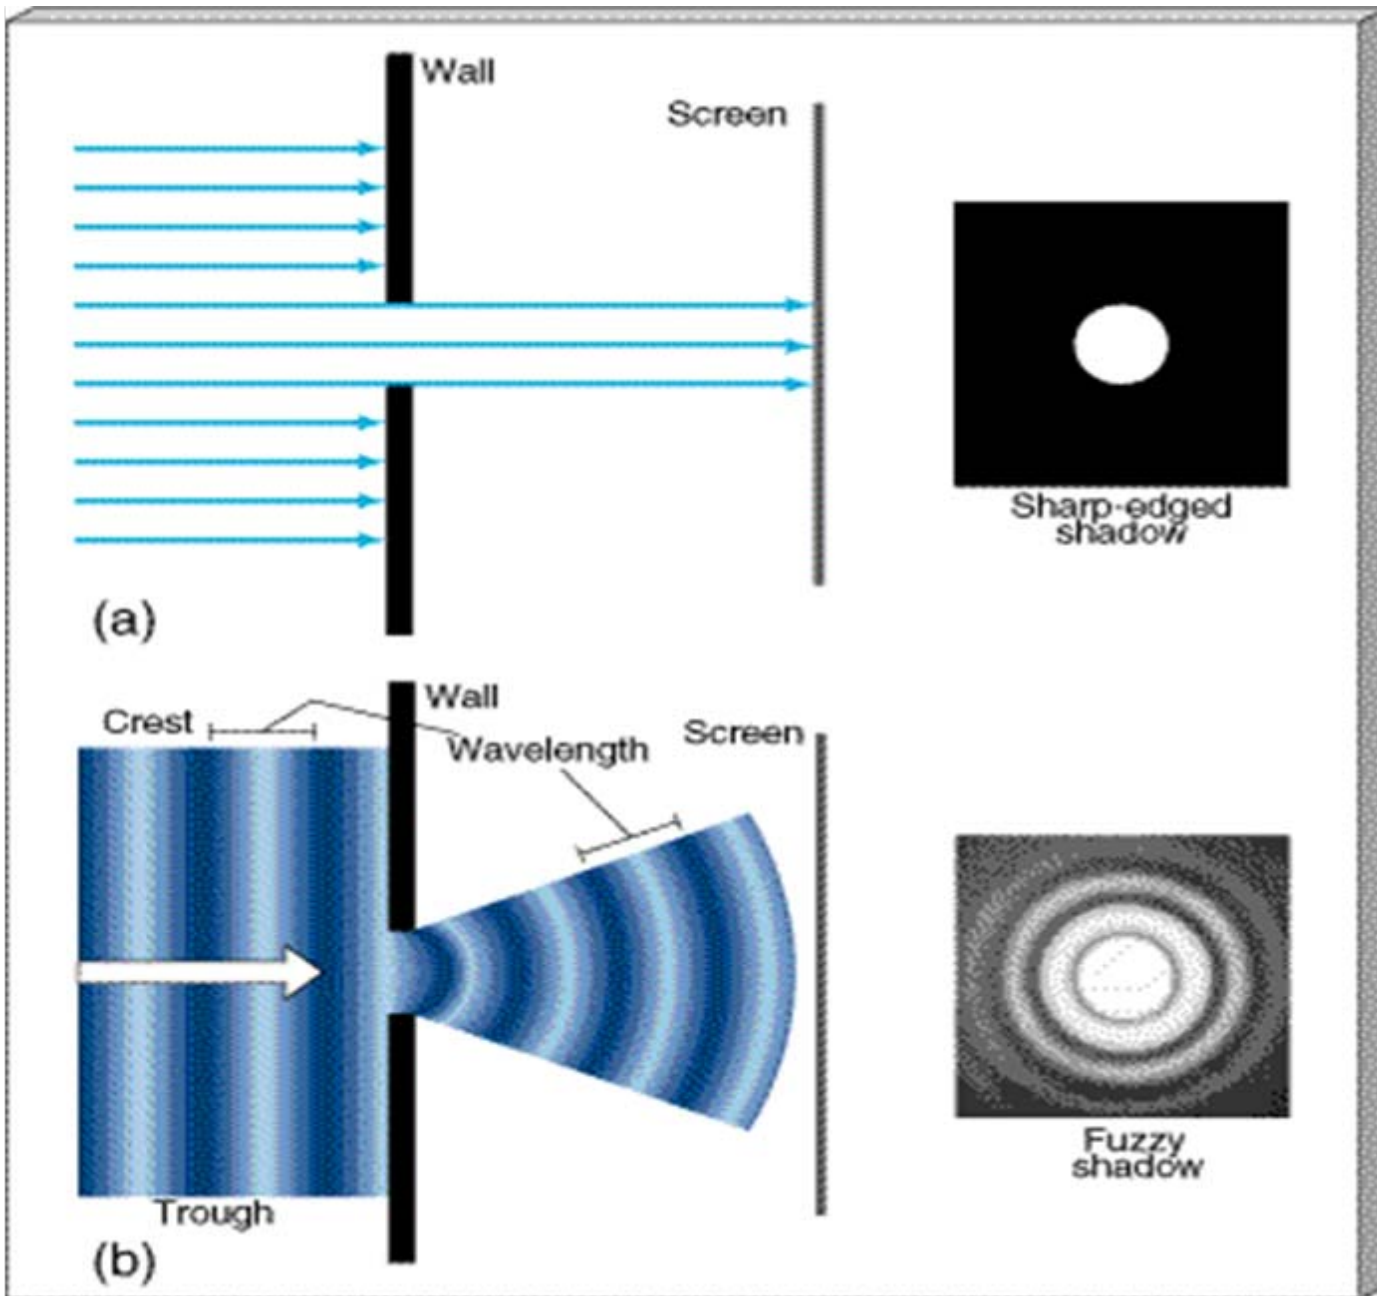 Wall
Screen
Sharp-edged
shadow
(a)
Wall
Crest
Wavelength
Screen
Trough
Fuzzy
shadow
(b)